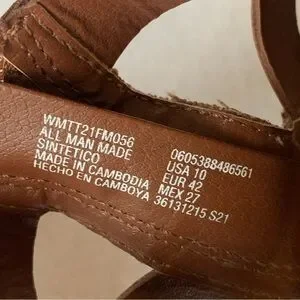 WMTT21FM056
ALL MAN MADE
SINTETICO
MADE IN CAMBODIA
HECHO EN CAMBOYA
0605388486561
USA 10
EUR 42
MEX 27
36131215 S21